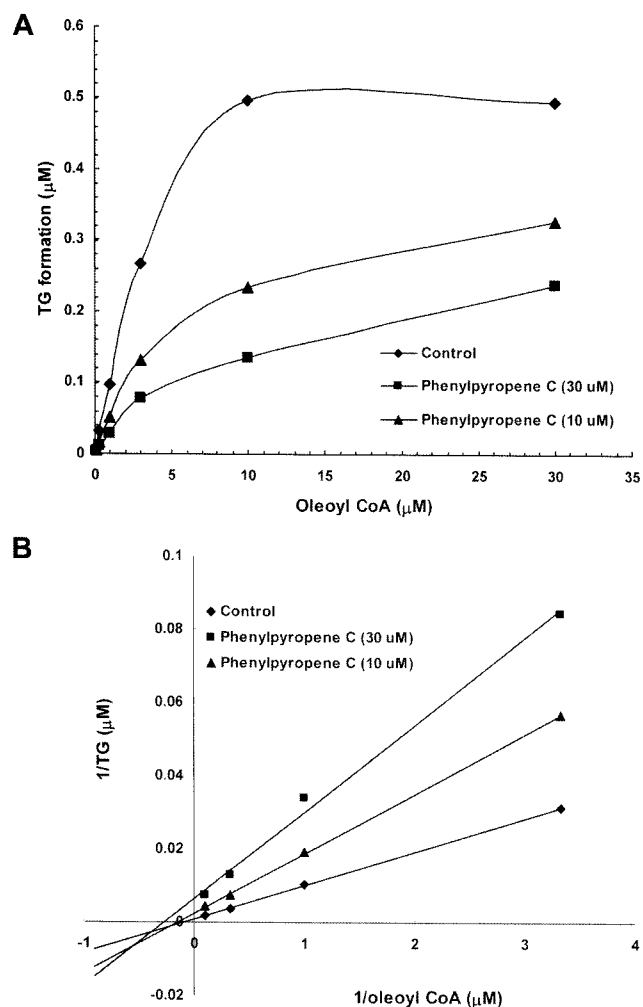 A
TG formation (µM)
0.6
0.5
0.4
0.3
0.2
0.1
0
Control
Phenylpyropene C (30 uM)
Phenylpyropene C (10 uM)
0 5 10 15 20 25 30 35
Oleoyl CoA (µM)
B
1/TG (µM)
0.1
0.08
0.06
0.04
0.02
0
-0.02
Control
Phenylpyropene C (30 uM)
Phenylpyropene C (10 uM)
-1 0 1 2 3 4
1/oleoyl CoA (µM)